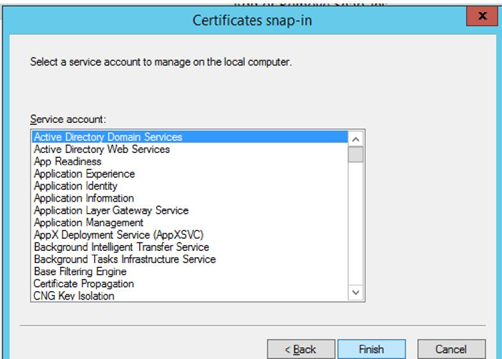 Certificates snap-in
x
Select a service account to manage on the local computer.
Service account:
Active Directory Domain Services
Active Directory Web Services
App Readiness
Application Experience
Application Identity
Application Information
Application Layer Gateway Service
Application Management
AppX Deployment Service (AppXSVC)
Background Intelligent Transfer Service
Background Tasks Infrastructure Service
Base Filtering Engine
Certificate Propagation
CNG Key Isolation
< Back
Finish
Cancel